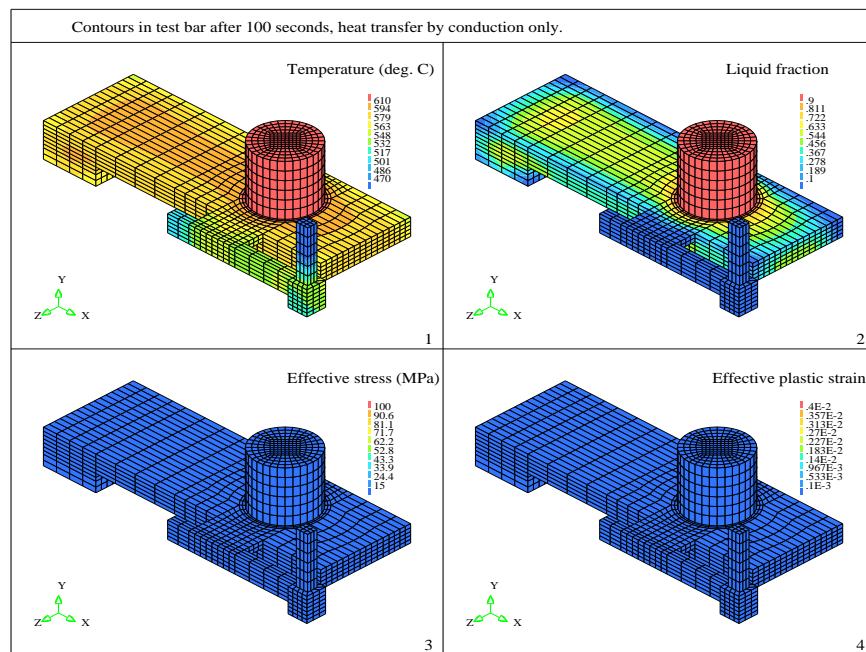 Contours in test bar after 100 seconds, heat transfer by conduction only.
Temperature (deg. C)
610
594
579
563
548
532
517
501
486
470
Y
Z X
1
Liquid fraction
.9
.811
.722
.633
.544
.456
.367
.278
.189
.1
Y
Z X
2
Effective stress (MPa)
100
90.6
81.1
71.7
62.2
52.8
43.3
33.9
24.4
15
Y
Z X
3
Effective plastic strain
.4E-2
.357E-2
.313E-2
.27E-2
.227E-2
.183E-2
.14E-2
.967E-3
.533E-3
.1E-3
Y
Z X
4